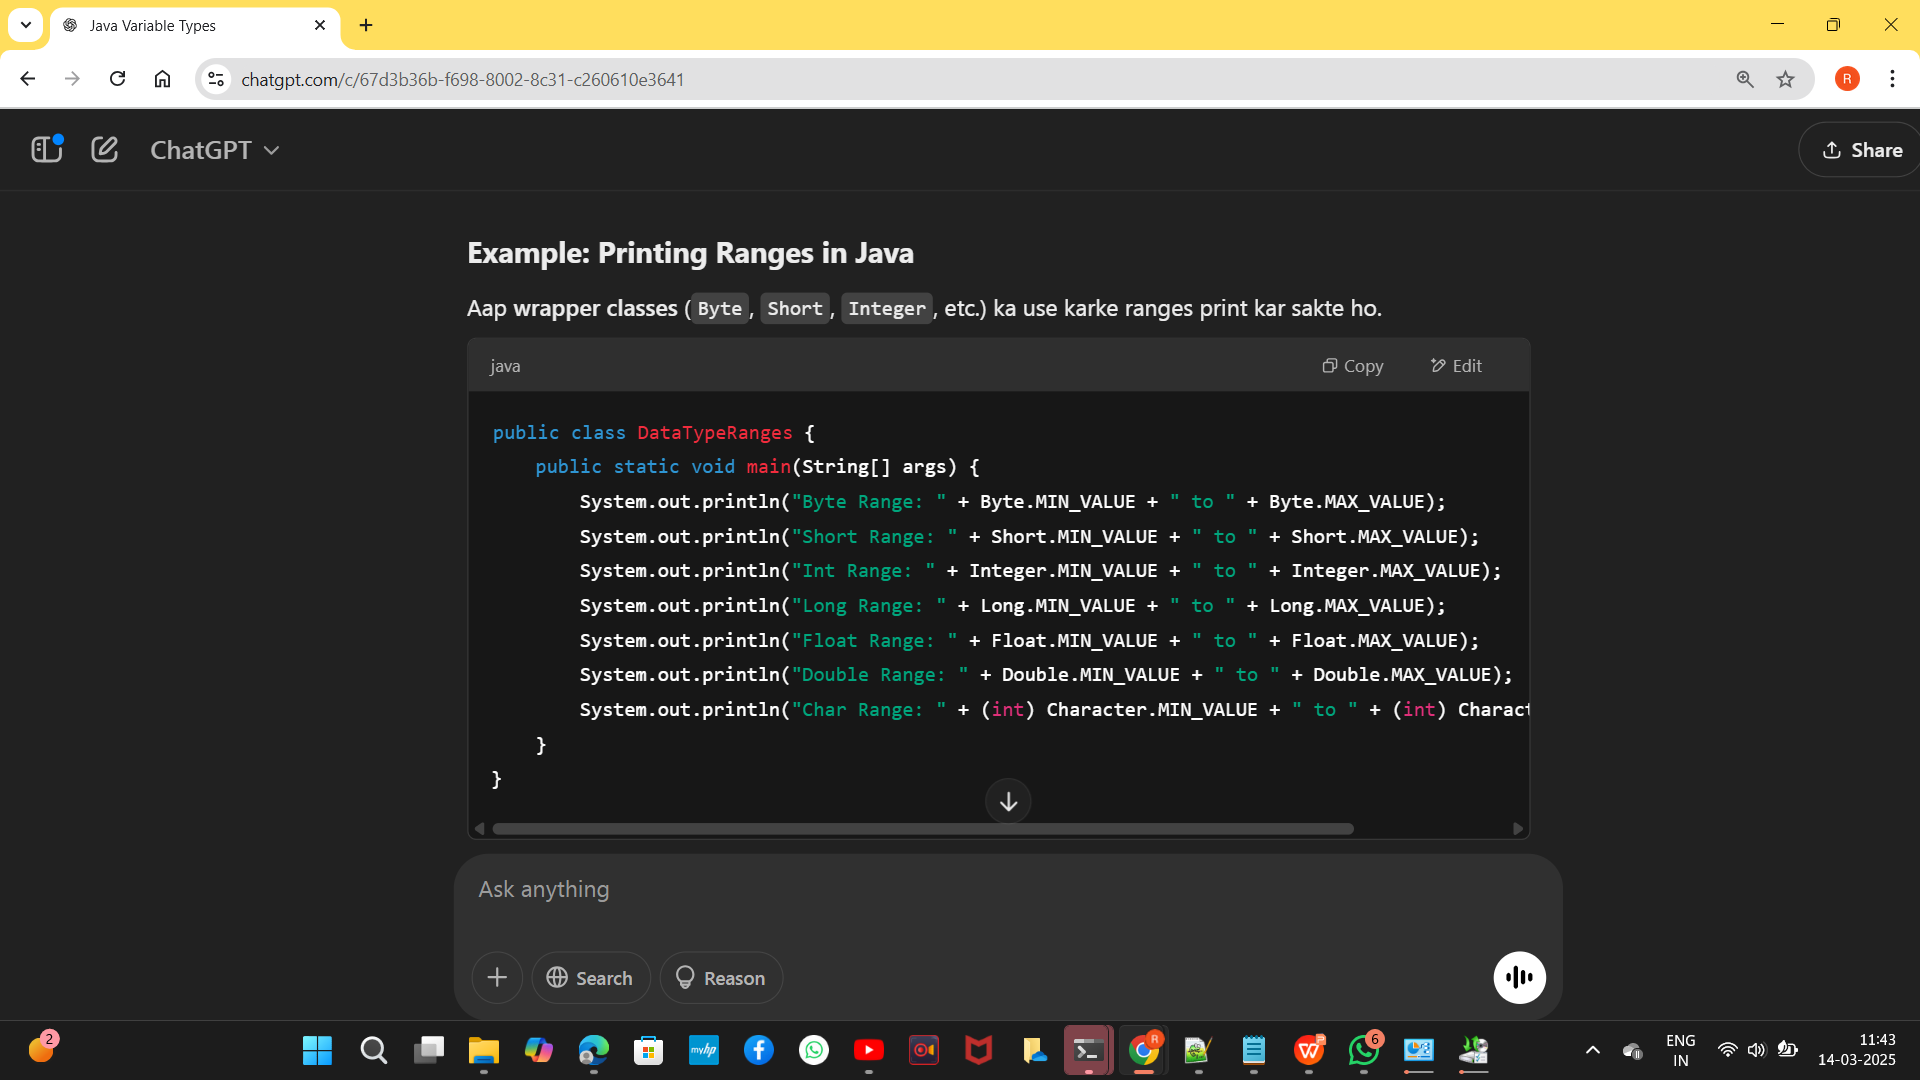 Java Variable Types
chatgpt.com/c/67d3b36b-f698-8002-8c31-c260610e3641
R
ChatGPT
Share
Example: Printing Ranges in Java
Aap wrapper classes (Byte, Short, Integer, etc.) ka use karke ranges print kar sakte ho.
java
Copy
Edit
public class DataTypeRanges {
    public static void main(String[] args) {
        System.out.println("Byte Range: " + Byte.MIN_VALUE + " to " + Byte.MAX_VALUE);
        System.out.println("Short Range: " + Short.MIN_VALUE + " to " + Short.MAX_VALUE);
        System.out.println("Int Range: " + Integer.MIN_VALUE + " to " + Integer.MAX_VALUE);
        System.out.println("Long Range: " + Long.MIN_VALUE + " to " + Long.MAX_VALUE);
        System.out.println("Float Range: " + Float.MIN_VALUE + " to " + Float.MAX_VALUE);
        System.out.println("Double Range: " + Double.MIN_VALUE + " to " + Double.MAX_VALUE);
        System.out.println("Char Range: " + (int) Character.MIN_VALUE + " to " + (int) Charact
    }
}
Ask anything
Search
Reason
2
myhp
R
6
ENG
IN
11:43
14-03-2025